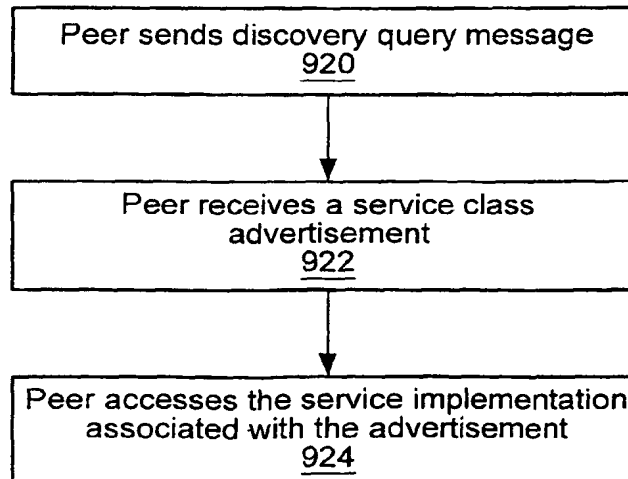 Peer sends discovery query message
920
Peer receives a service class
advertisement
922
Peer accesses the service implementation
associated with the advertisement
924